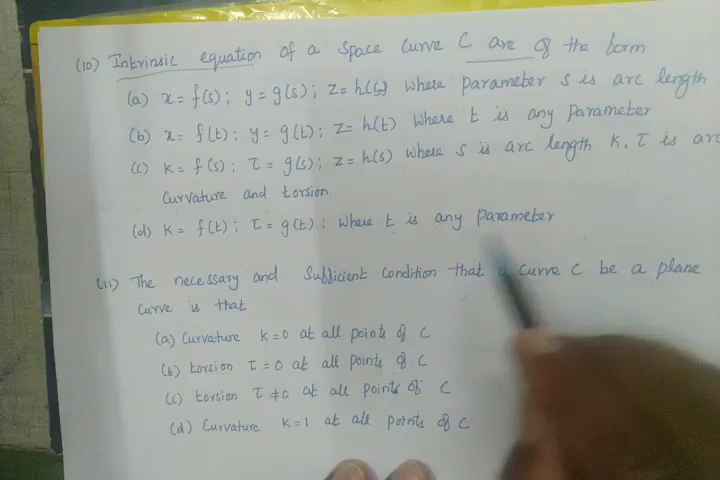 (10) Intrinsic equation of a space curve C are of the form
(a) x = f(s); y = g(s); z = h(s) where parameter s is arc length
(b) x = f(t); y = g(t); z = h(t) where t is any parameter
(c) k = f(s); τ = g(s); z = h(s) where s is arc length k, τ is are
curvature and torsion.
(d) k = f(t); τ = g(t); where t is any parameter
(11) The necessary and sufficient condition that a curve C be a plane
curve is that
(a) Curvature k = 0 at all points of C
(b) torsion τ = 0 at all points of C
(c) torsion τ ≠ 0 at all points of C
(d) Curvature k = 1 at all points of C